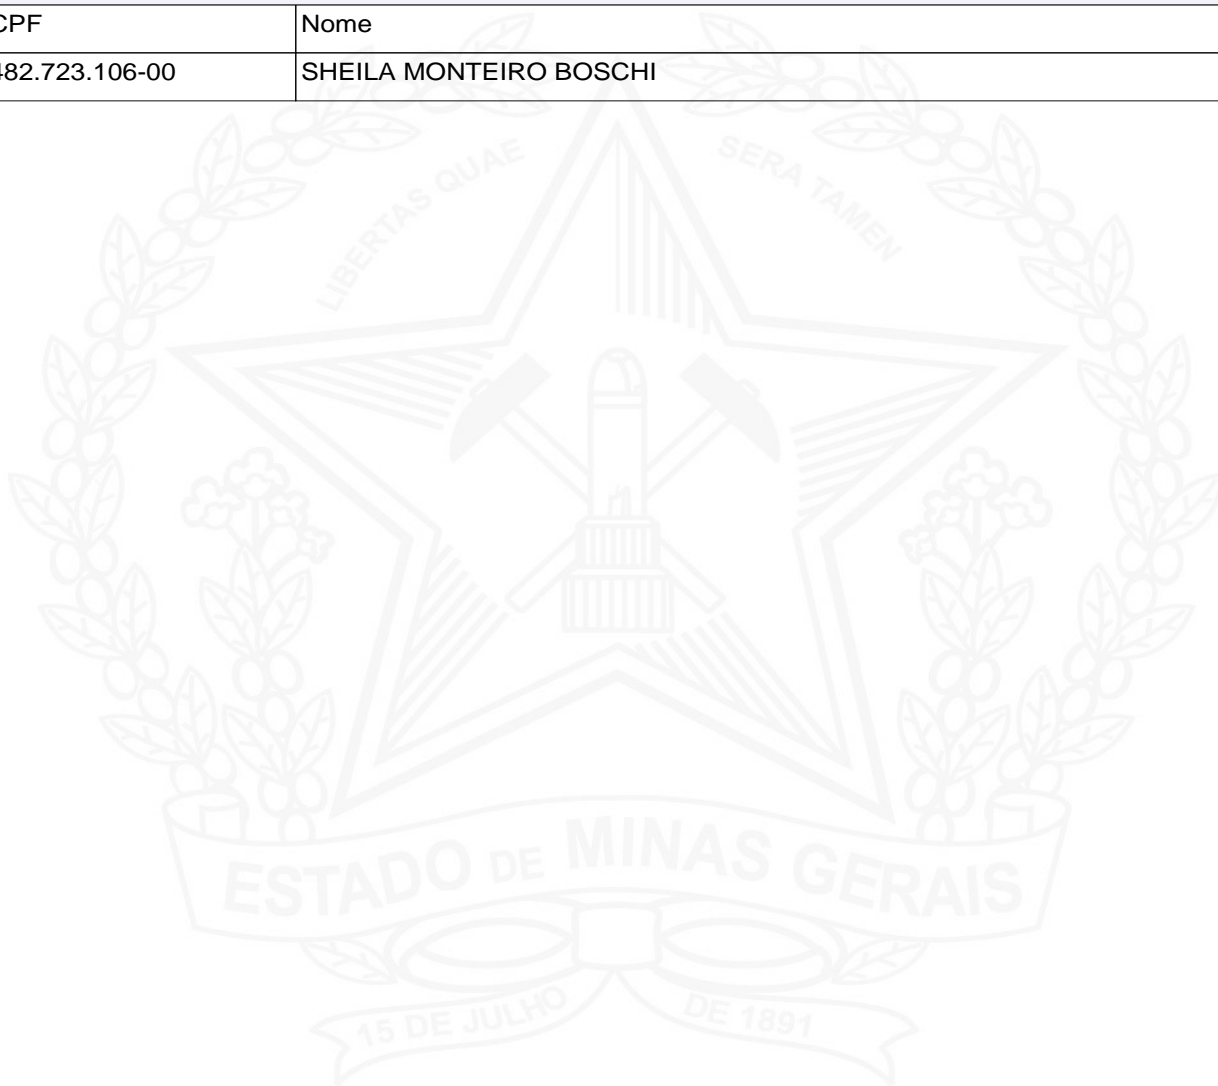 CPF Nome
482.723.106-00 SHEILA MONTEIRO BOSCHI
LIBERTAS QUAE SERA TAMEN
ESTADO DE MINAS GERAIS
15 DE JULHO DE 1891